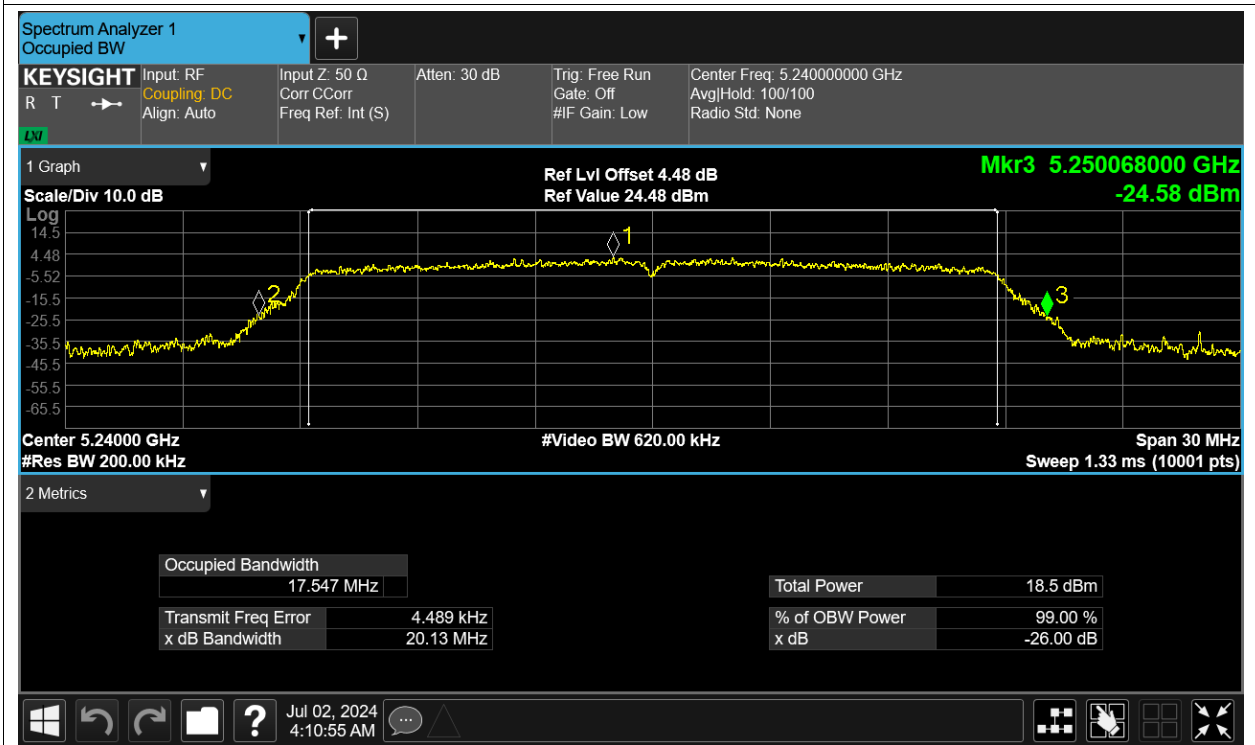 Spectrum Analyzer 1
Occupied BW
+
KEYSIGHT
R T
LXI
Input: RF
Coupling: DC
Align: Auto
Input Z: 50 Ω
Corr CCorr
Freq Ref: Int (S)
Atten: 30 dB
Trig: Free Run
Gate: Off
#IF Gain: Low
Center Freq: 5.240000000 GHz
Avg|Hold: 100/100
Radio Std: None
1 Graph
Scale/Div 10.0 dB
Ref Lvl Offset 4.48 dB
Ref Value 24.48 dBm
Mkr3 5.250068000 GHz
-24.58 dBm
Log
14.5
4.48
-5.52
-15.5
-25.5
-35.5
-45.5
-55.5
-65.5
1
2
3
Center 5.24000 GHz
#Res BW 200.00 kHz
#Video BW 620.00 kHz
Span 30 MHz
Sweep 1.33 ms (10001 pts)
2 Metrics
Occupied Bandwidth
17.547 MHz
Transmit Freq Error 4.489 kHz
x dB Bandwidth 20.13 MHz
Total Power 18.5 dBm
% of OBW Power 99.00 %
x dB -26.00 dB
?
Jul 02, 2024
4:10:55 AM